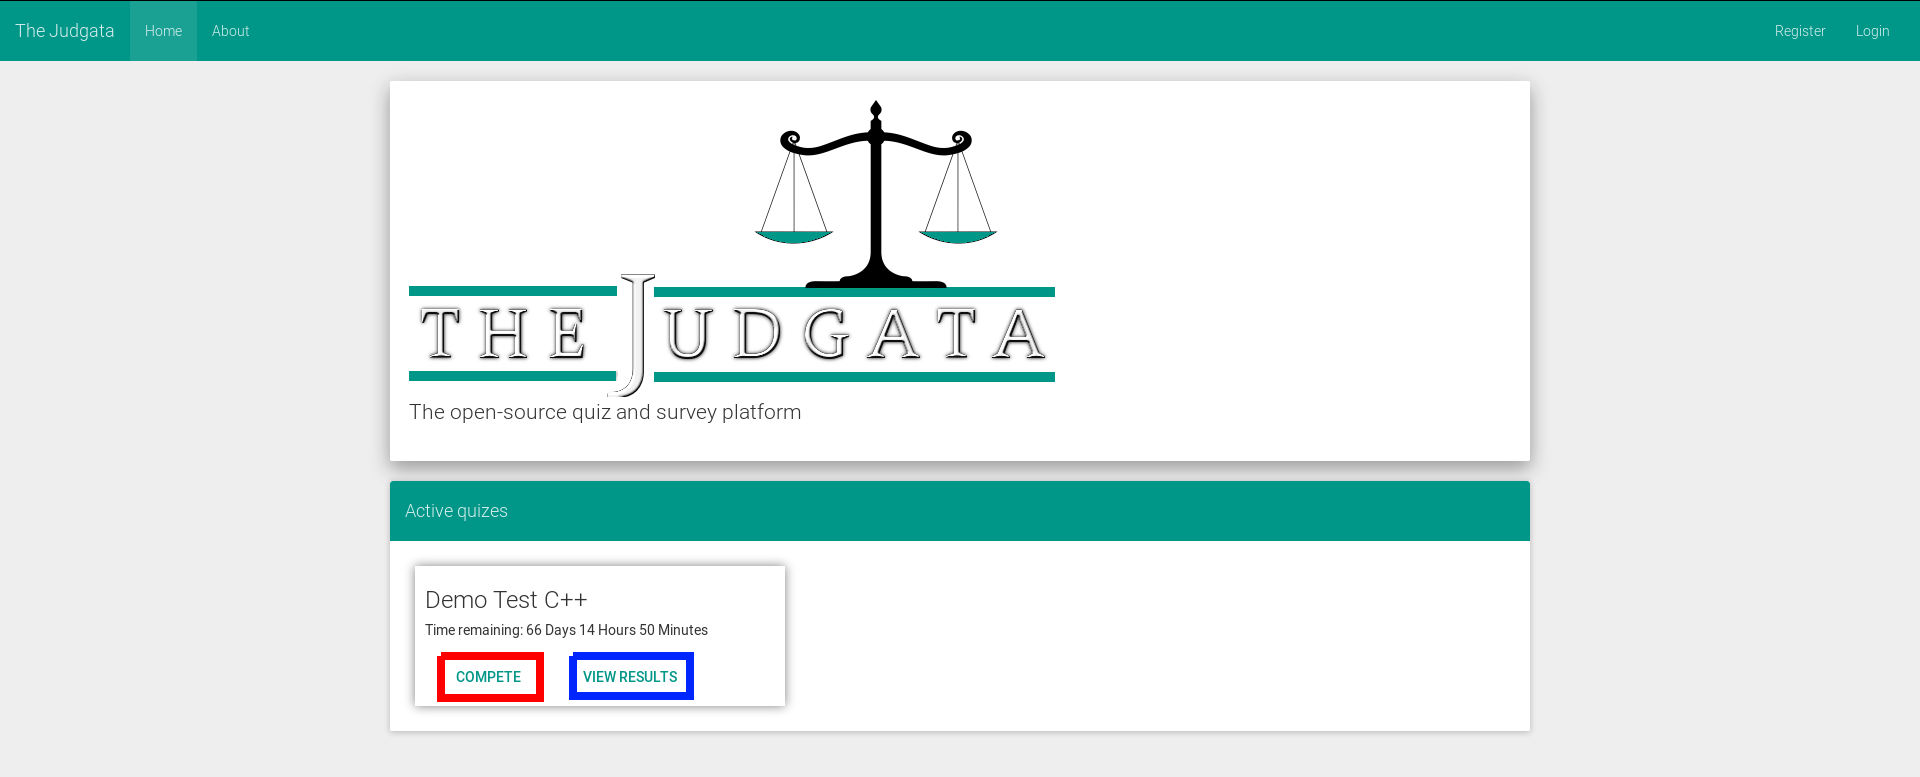 The Judgata Home About Register Login
THE JUDGATA
The open-source quiz and survey platform
Active quizes
Demo Test C++
Time remaining: 66 Days 14 Hours 50 Minutes
COMPETE VIEW RESULTS